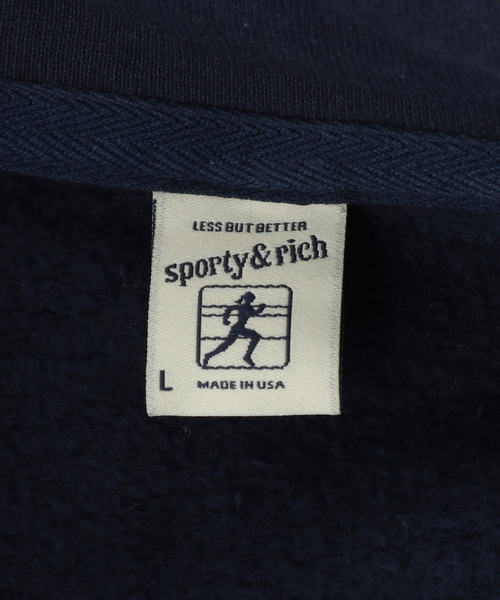 LESS BUT BETTER
sporty & rich
L
MADE IN USA